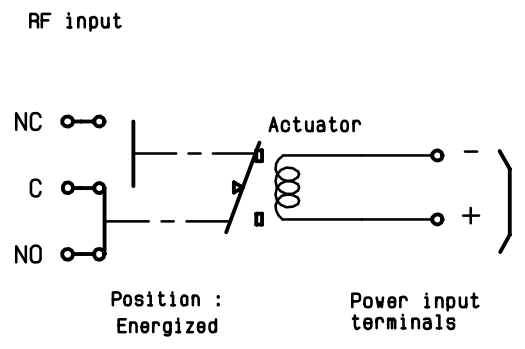 RF input
NC
Actuator
-
C
+
NO
Position :
Energized
Power input
terminals